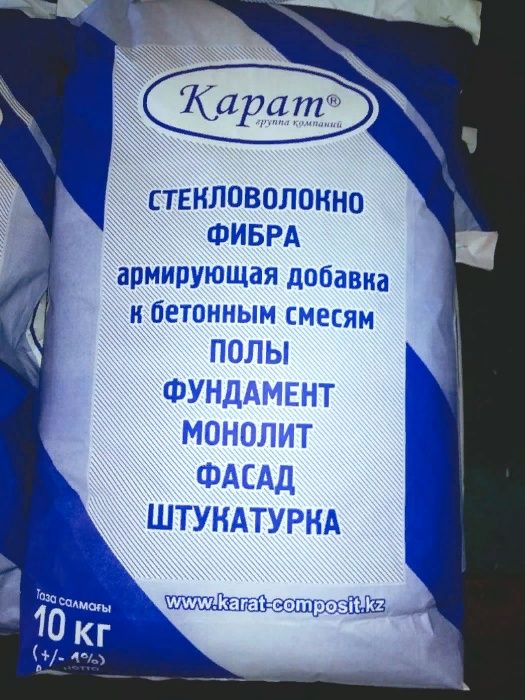 Карат®
группа компаний
СТЕКЛОВОЛОКНО
ФИБРА
армирующая добавка
к бетонным смесям
ПОЛЫ
ФУНДАМЕНТ
МОНОЛИТ
ФАСАД
ШТУКАТУРКА
www.karat-composit.kz
Таза салмағы
10 кг
(+/- 1%)